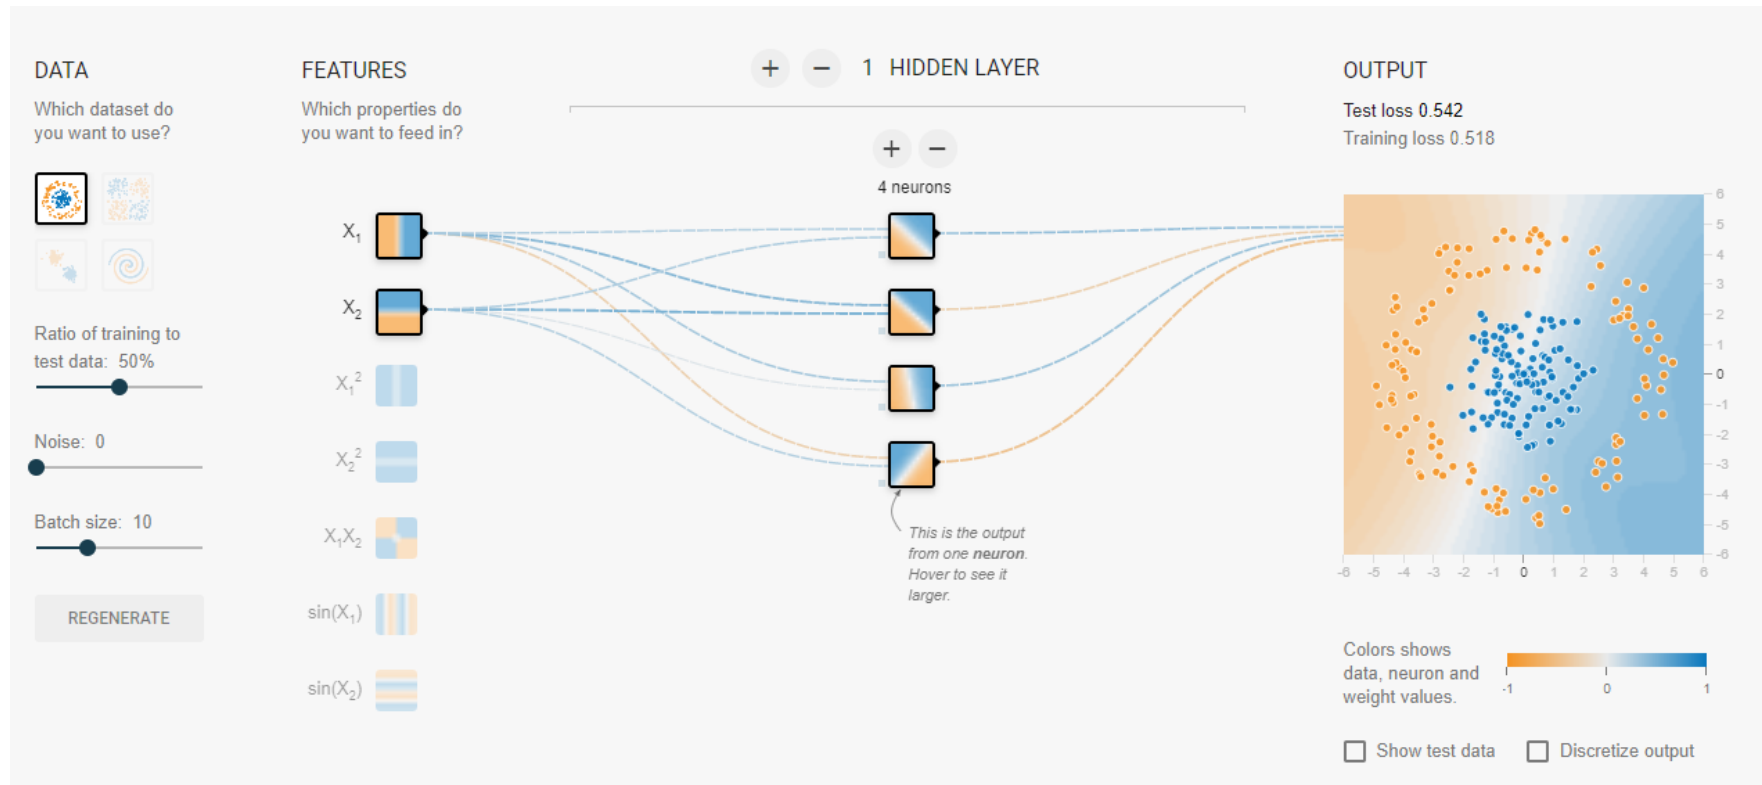 DATA
Which dataset do
you want to use?
Ratio of training to
test data: 50%
Noise: 0
Batch size: 10
REGENERATE
FEATURES
Which properties do
you want to feed in?
X1
X2
X1²
X2²
X1X2
sin(X1)
sin(X2)
+ − 1 HIDDEN LAYER
+ −
4 neurons
This is the output
from one neuron.
Hover to see it
larger.
OUTPUT
Test loss 0.542
Training loss 0.518
6
5
4
3
2
1
0
-1
-2
-3
-4
-5
-6
-6 -5 -4 -3 -2 -1 0 1 2 3 4 5 6
Colors shows
data, neuron and
weight values.
-1 0 1
Show test data Discretize output